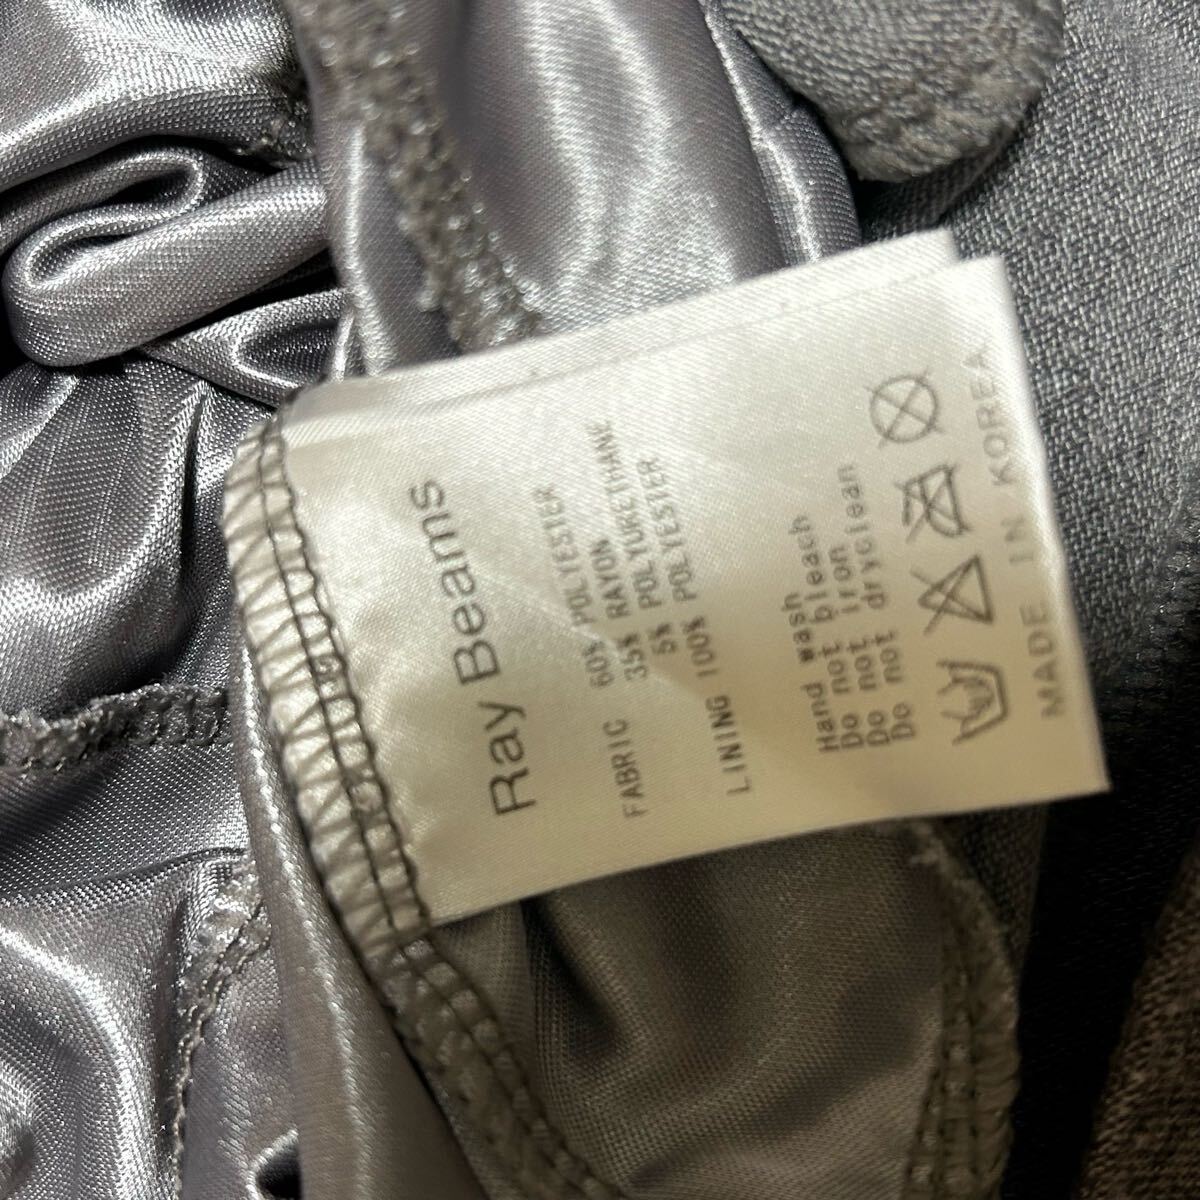 Ray Beams
FABRIC 60% POLYESTER
35% RAYON
5% POLYURETHANE
LINING 100% POLYESTER
Hand wash
Do not bleach
Do not iron
Do not dryclean
MADE IN KOREA